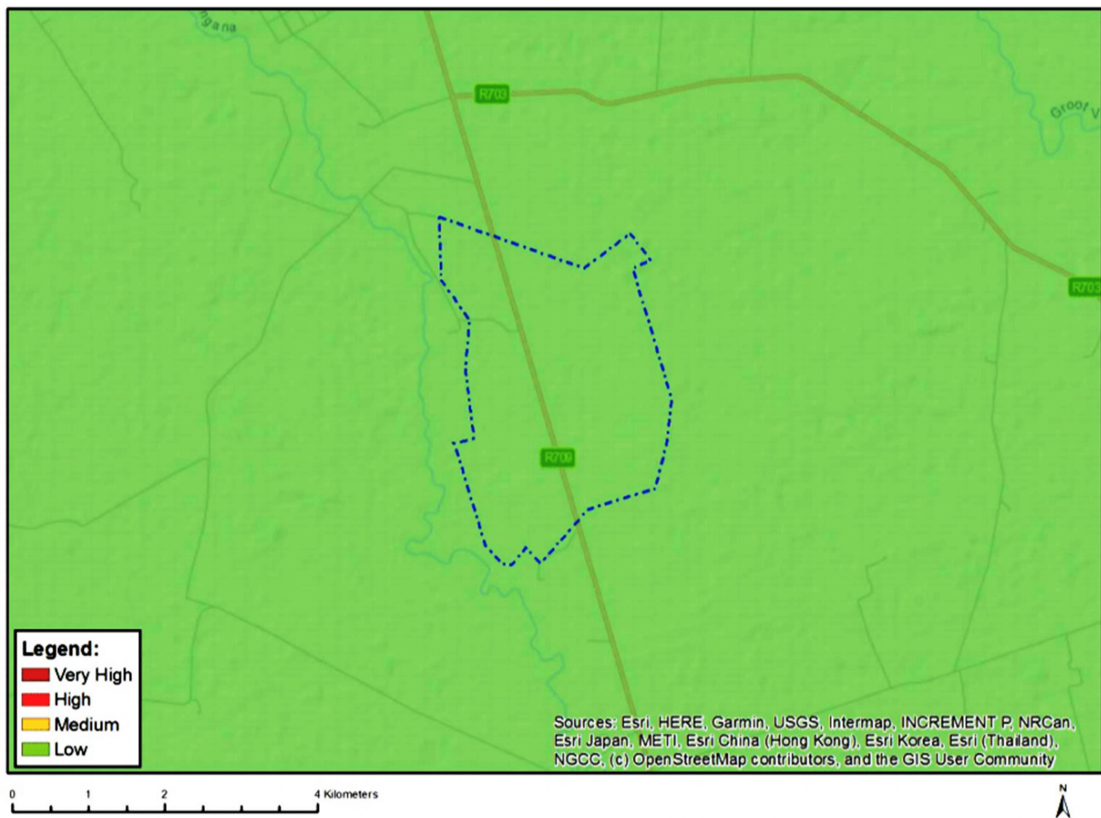 ngana
R703
Groot V
R703
R709
Legend:
Very High
High
Medium
Low
Sources: Esri, HERE, Garmin, USGS, Intermap, INCREMENT P, NRCan,
Esri Japan, METI, Esri China (Hong Kong), Esri Korea, Esri (Thailand),
NGCC, (c) OpenStreetMap contributors, and the GIS User Community
0 1 2 4 Kilometers
N